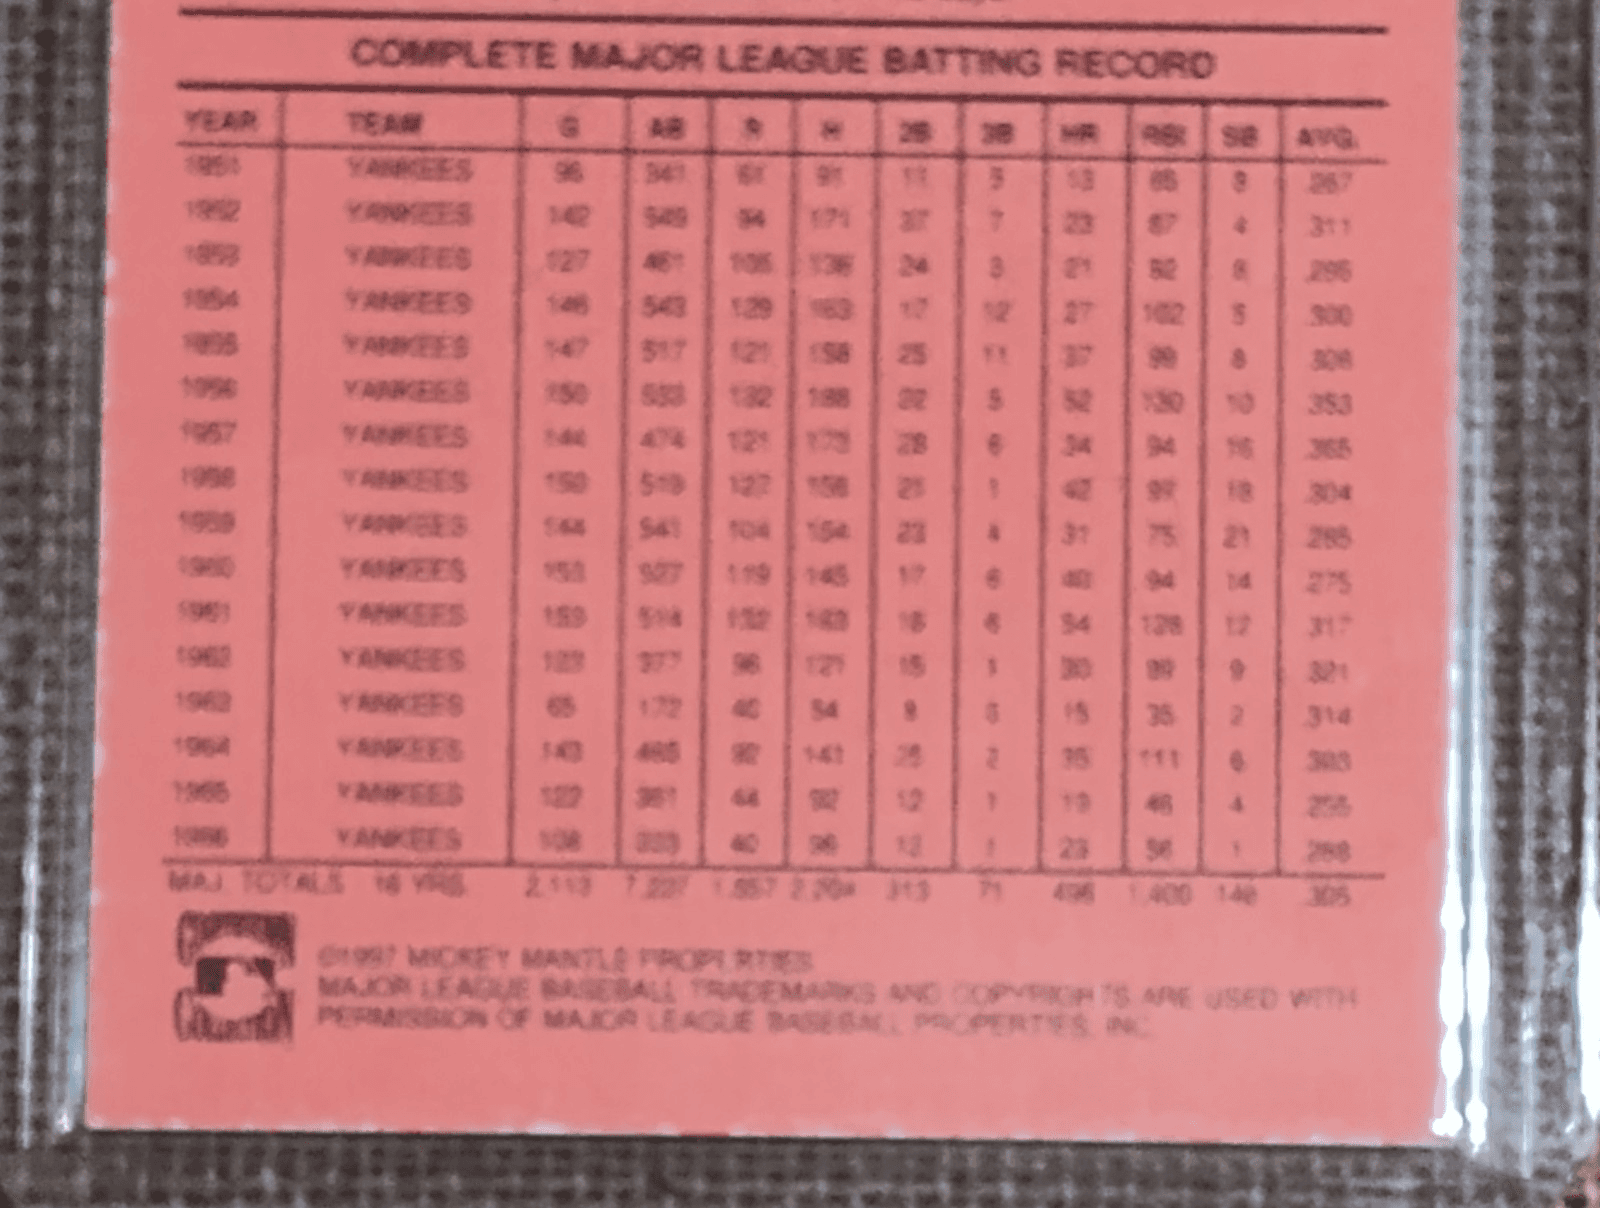 COMPLETE MAJOR LEAGUE BATTING RECORD
YEAR TEAM G AB R H 2B 3B HR RBI SB AVG.
1951 YANKEES 96 341 61 91 11 5 13 65 8 .267
1952 YANKEES 142 549 94 171 37 7 23 87 4 .311
1953 YANKEES 127 461 105 136 24 3 21 92 8 .295
1954 YANKEES 146 543 129 163 17 12 27 102 5 .300
1955 YANKEES 147 517 121 158 25 11 37 99 8 .306
1956 YANKEES 150 533 132 188 22 5 52 130 10 .353
1957 YANKEES 144 474 121 173 28 6 34 94 16 .365
1958 YANKEES 150 519 127 158 21 1 42 97 18 .304
1959 YANKEES 144 541 104 154 23 4 31 75 21 .285
1960 YANKEES 153 527 119 145 17 6 40 94 14 .275
1961 YANKEES 153 514 132 163 16 6 54 128 12 .317
1962 YANKEES 123 377 96 121 15 1 30 89 9 .321
1963 YANKEES 65 172 40 54 8 0 15 35 2 .314
1964 YANKEES 143 465 92 141 25 2 35 111 6 .303
1965 YANKEES 122 361 44 92 12 1 19 46 4 .255
1966 YANKEES 108 333 40 96 12 1 23 56 1 .288
MAJ. TOTALS 16 YRS. 2,113 313 71 496 1,400 .305
COLLECTION
MICKEY MANTLE PROPERTIES
MAJOR LEAGUE BASEBALL TRADEMARKS AND COPYRIGHTS ARE USED WITH
PERMISSION OF MAJOR LEAGUE BASEBALL PROPERTIES, INC.